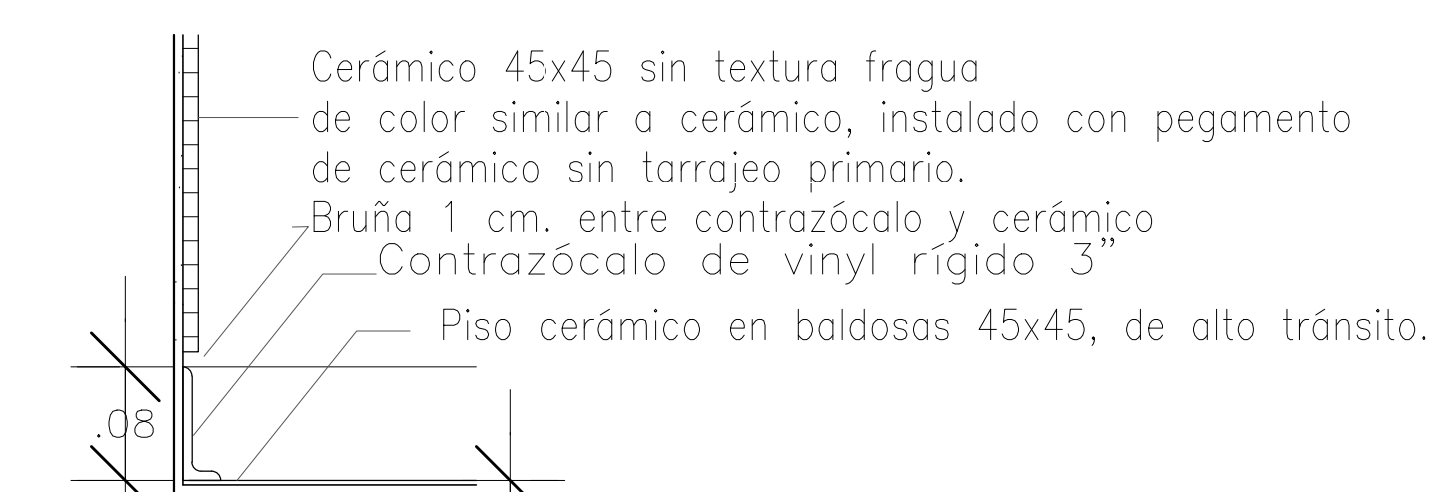 Cerámico 45x45 sin textura fragua
de color similar a cerámico, instalado con pegamento
de cerámico sin tarrajeo primario.
Bruña 1 cm. entre contrazócalo y cerámico
Contrazócalo de vinyl rígido 3”
Piso cerámico en baldosas 45x45, de alto tránsito.
.08